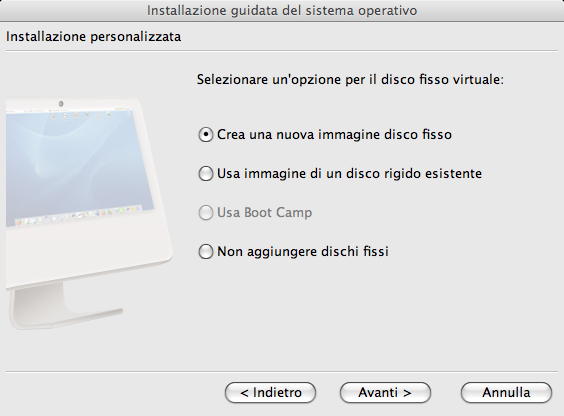 Installazione guidata del sistema operativo
Installazione personalizzata
Selezionare un'opzione per il disco fisso virtuale:
Crea una nuova immagine disco fisso
Usa immagine di un disco rigido esistente
Usa Boot Camp
Non aggiungere dischi fissi
< Indietro
Avanti >
Annulla